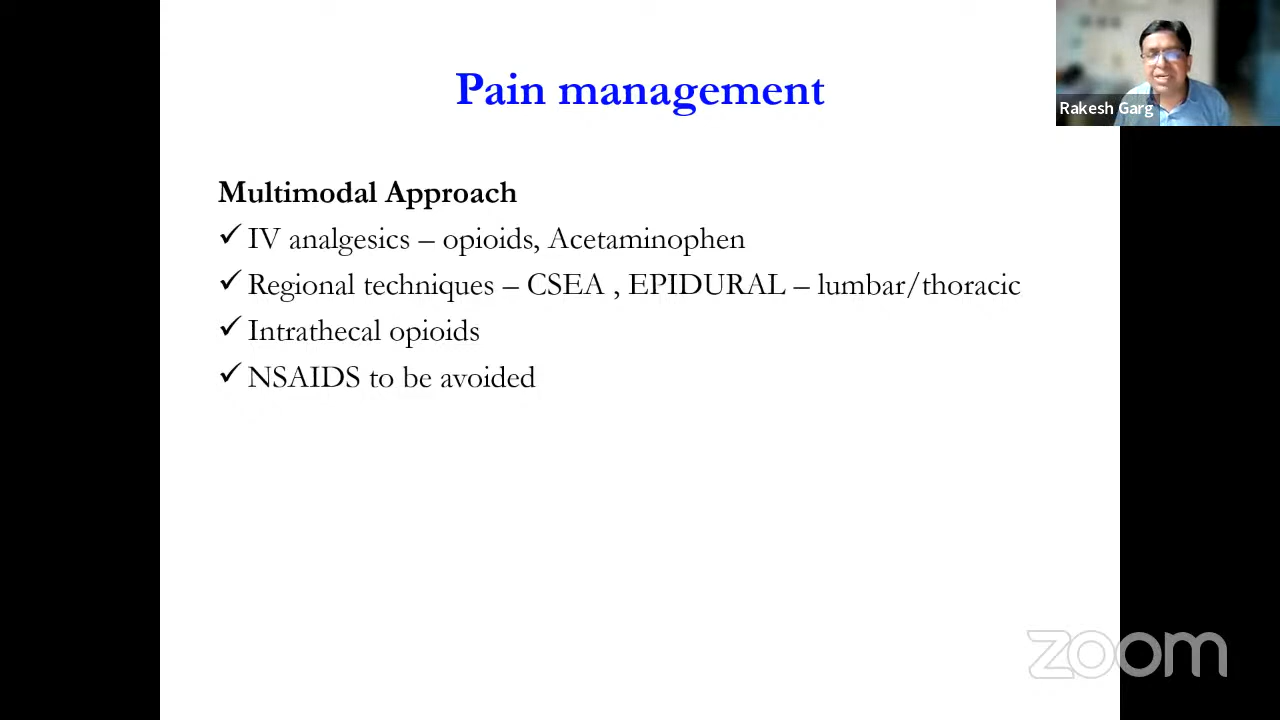 Pain management
Rakesh Garg
Multimodal Approach
✓ IV analgesics – opioids, Acetaminophen
✓ Regional techniques – CSEA , EPIDURAL – lumbar/thoracic
✓ Intrathecal opioids
✓ NSAIDS to be avoided
zoom